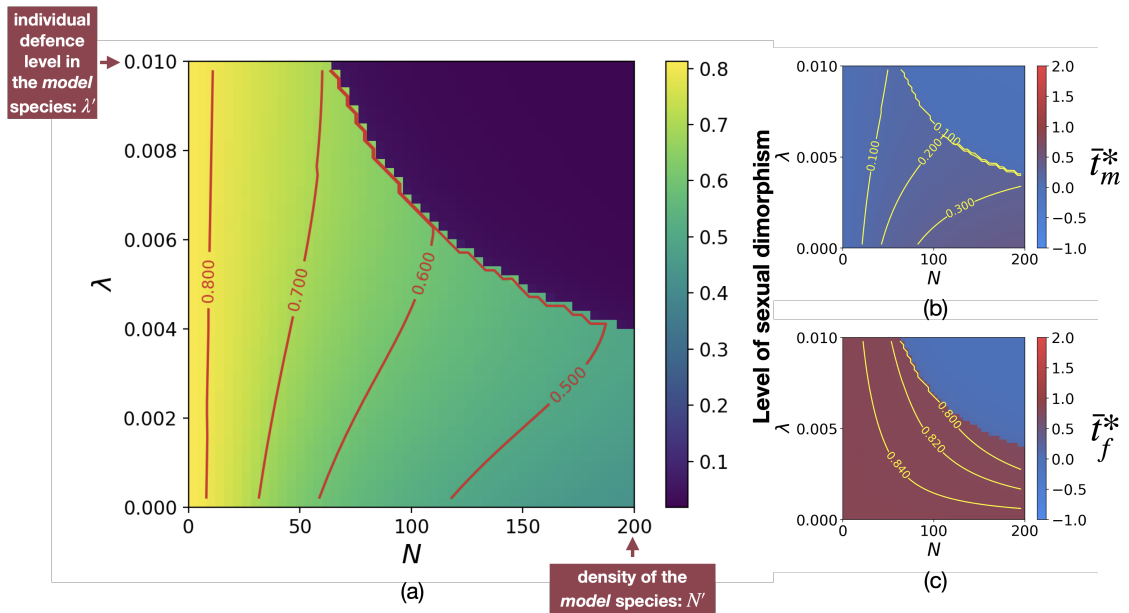 individual
defence
level in
the model
species: λ′
0.010
0.008
0.006
0.004
0.002
0.000
λ
0.800
0.700
0.600
0.500
0
50
100
150
200
N
(a)
density of the
model species: N′
0.8
0.7
0.6
0.5
0.4
0.3
0.2
0.1
Level of sexual dimorphism
0.010
0.005
0.000
λ
0.100
0.200
0.100
0.300
0
100
200
N
(b)
2.0
1.5
1.0
0.5
0.0
−0.5
−1.0
t̄*m
0.010
0.005
0.000
λ
0.800
0.820
0.840
0
100
200
N
(c)
2.0
1.5
1.0
0.5
0.0
−0.5
−1.0
t̄*f